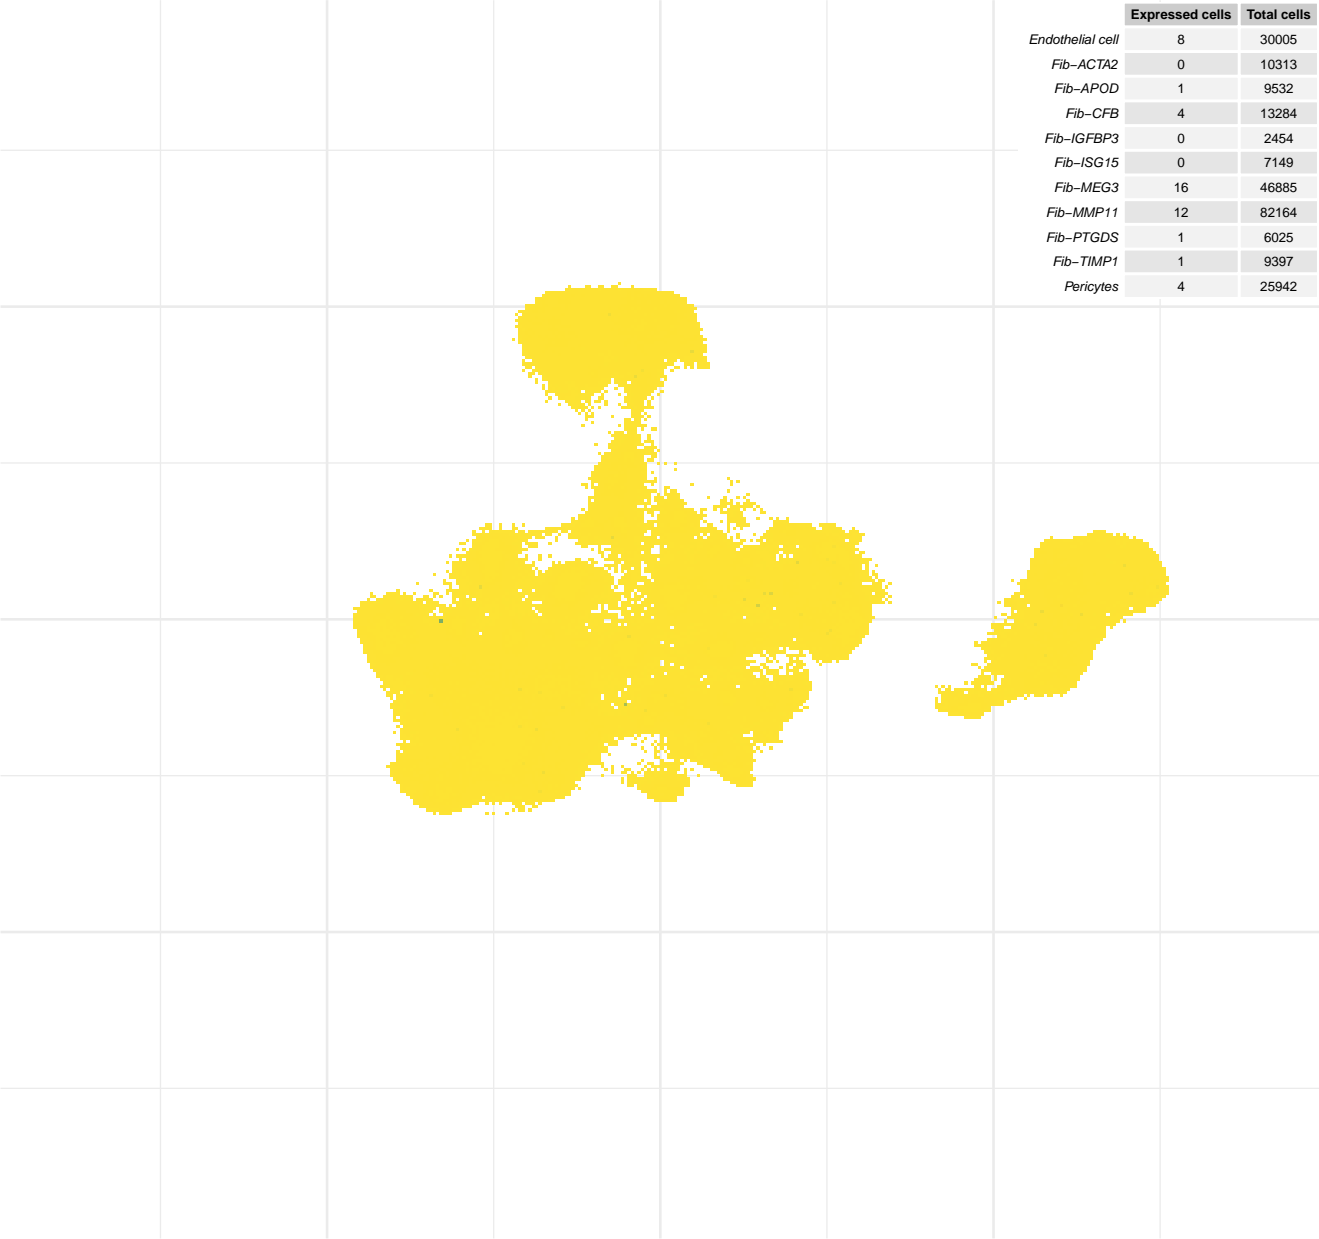 Expressed cells Total cells
Endothelial cell 8 30005
Fib−ACTA2 0 10313
Fib−APOD 1 9532
Fib−CFB 4 13284
Fib−IGFBP3 0 2454
Fib−ISG15 0 7149
Fib−MEG3 16 46885
Fib−MMP11 12 82164
Fib−PTGDS 1 6025
Fib−TIMP1 1 9397
Pericytes 4 25942